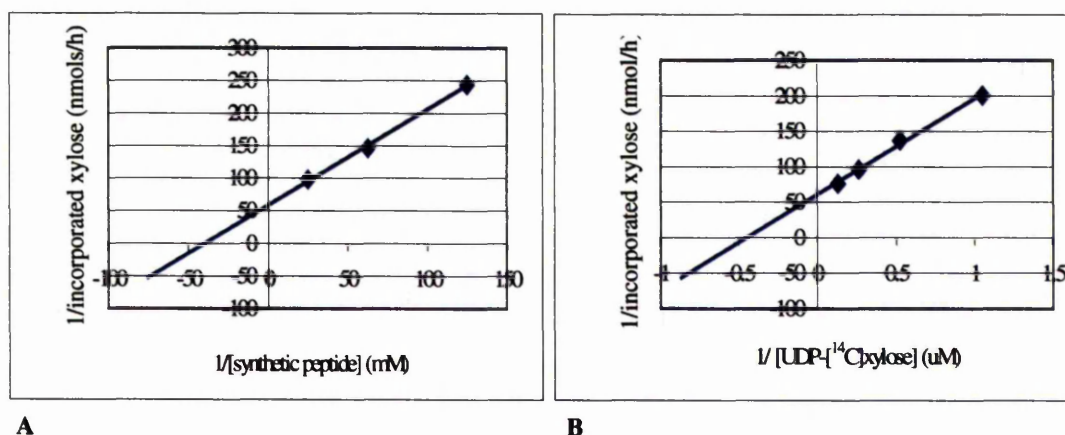 1/incorporated xylose (nmols/h)
300
250
200
150
100
50
0
-100 -50 0 50 100 150
100
1/[synthetic peptide] (mM)
A
1/incorporated xylose (nmol/h)
250
200
150
100
50
0
-1 -0.5 0 0.5 1 1.5
50
100
1/ [UDP-[¹⁴C]xylose] (uM)
B